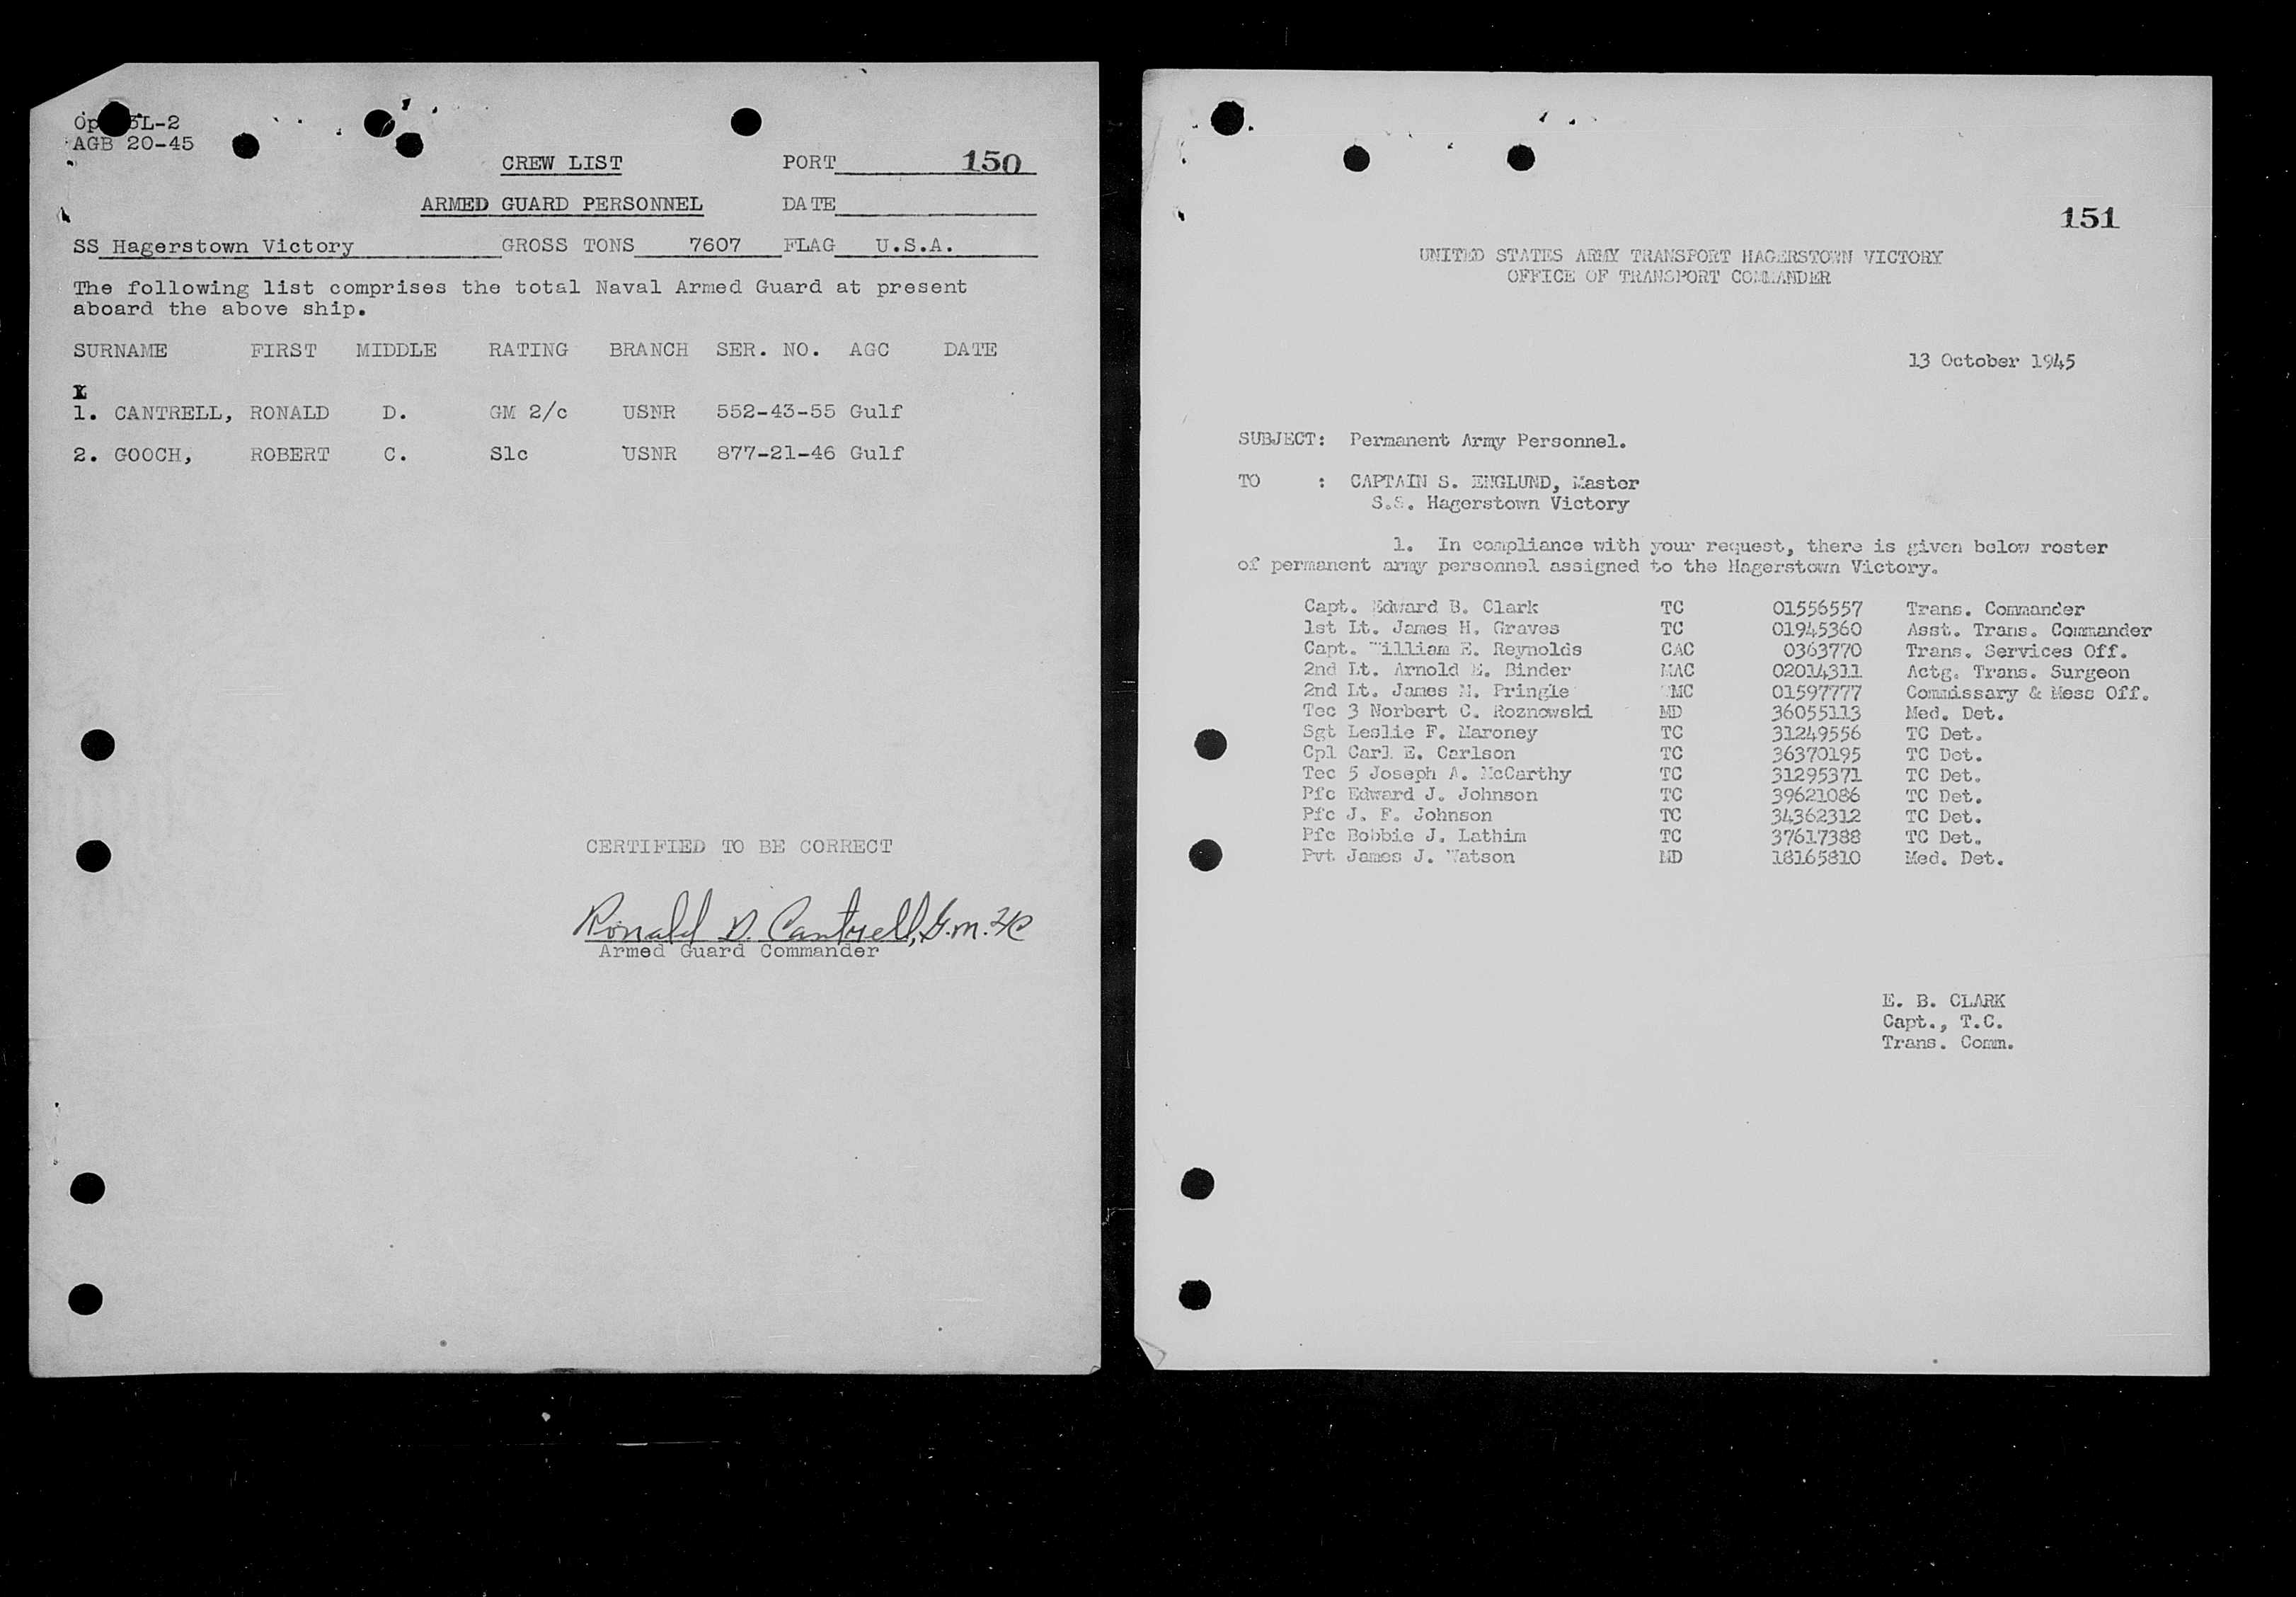 Op 3L-2
AGB 20-45
CREW LIST PORT 150
ARMED GUARD PERSONNEL DATE
SS Hagerstown Victory GROSS TONS 7607 FLAG U.S.A.
The following list comprises the total Naval Armed Guard at present
aboard the above ship.
SURNAME FIRST MIDDLE RATING BRANCH SER. NO. AGC DATE
1. CANTRELL, RONALD D. GM 2/c USNR 552-43-55 Gulf
2. GOOCH, ROBERT C. S1c USNR 877-21-46 Gulf
CERTIFIED TO BE CORRECT
Ronald D. Cantrell, G.m. 2/C
Armed Guard Commander
151
UNITED STATES ARMY TRANSPORT HAGERSTOWN VICTORY
OFFICE OF TRANSPORT COMMANDER
13 October 1945
SUBJECT: Permanent Army Personnel.
TO : CAPTAIN S. ENGLUND, Master
S.S. Hagerstown Victory
1. In compliance with your request, there is given below roster
of permanent army personnel assigned to the Hagerstown Victory.
Capt. Edward B. Clark TC 01556557 Trans. Commander
1st Lt. James H. Graves TC 01945360 Asst. Trans. Commander
Capt. William E. Reynolds CAC 0363770 Trans. Services Off.
2nd Lt. Arnold E. Binder MAC 02014311 Actg. Trans. Surgeon
2nd Lt. James M. Pringle MC 01597777 Commissary & Mess Off.
Tec 3 Norbert C. Roznowski MD 36055113 Med. Det.
Sgt Leslie F. Maroney TC 31249556 TC Det.
Cpl Carl E. Carlson TC 36370195 TC Det.
Tec 5 Joseph A. McCarthy TC 31295371 TC Det.
Pfc Edward J. Johnson TC 39621086 TC Det.
Pfc J. F. Johnson TC 34362312 TC Det.
Pfc Bobbie J. Lathim TC 37617388 TC Det.
Pvt James J. Watson MD 18165810 Med. Det.
E. B. CLARK
Capt., T.C.
Trans. Comm.